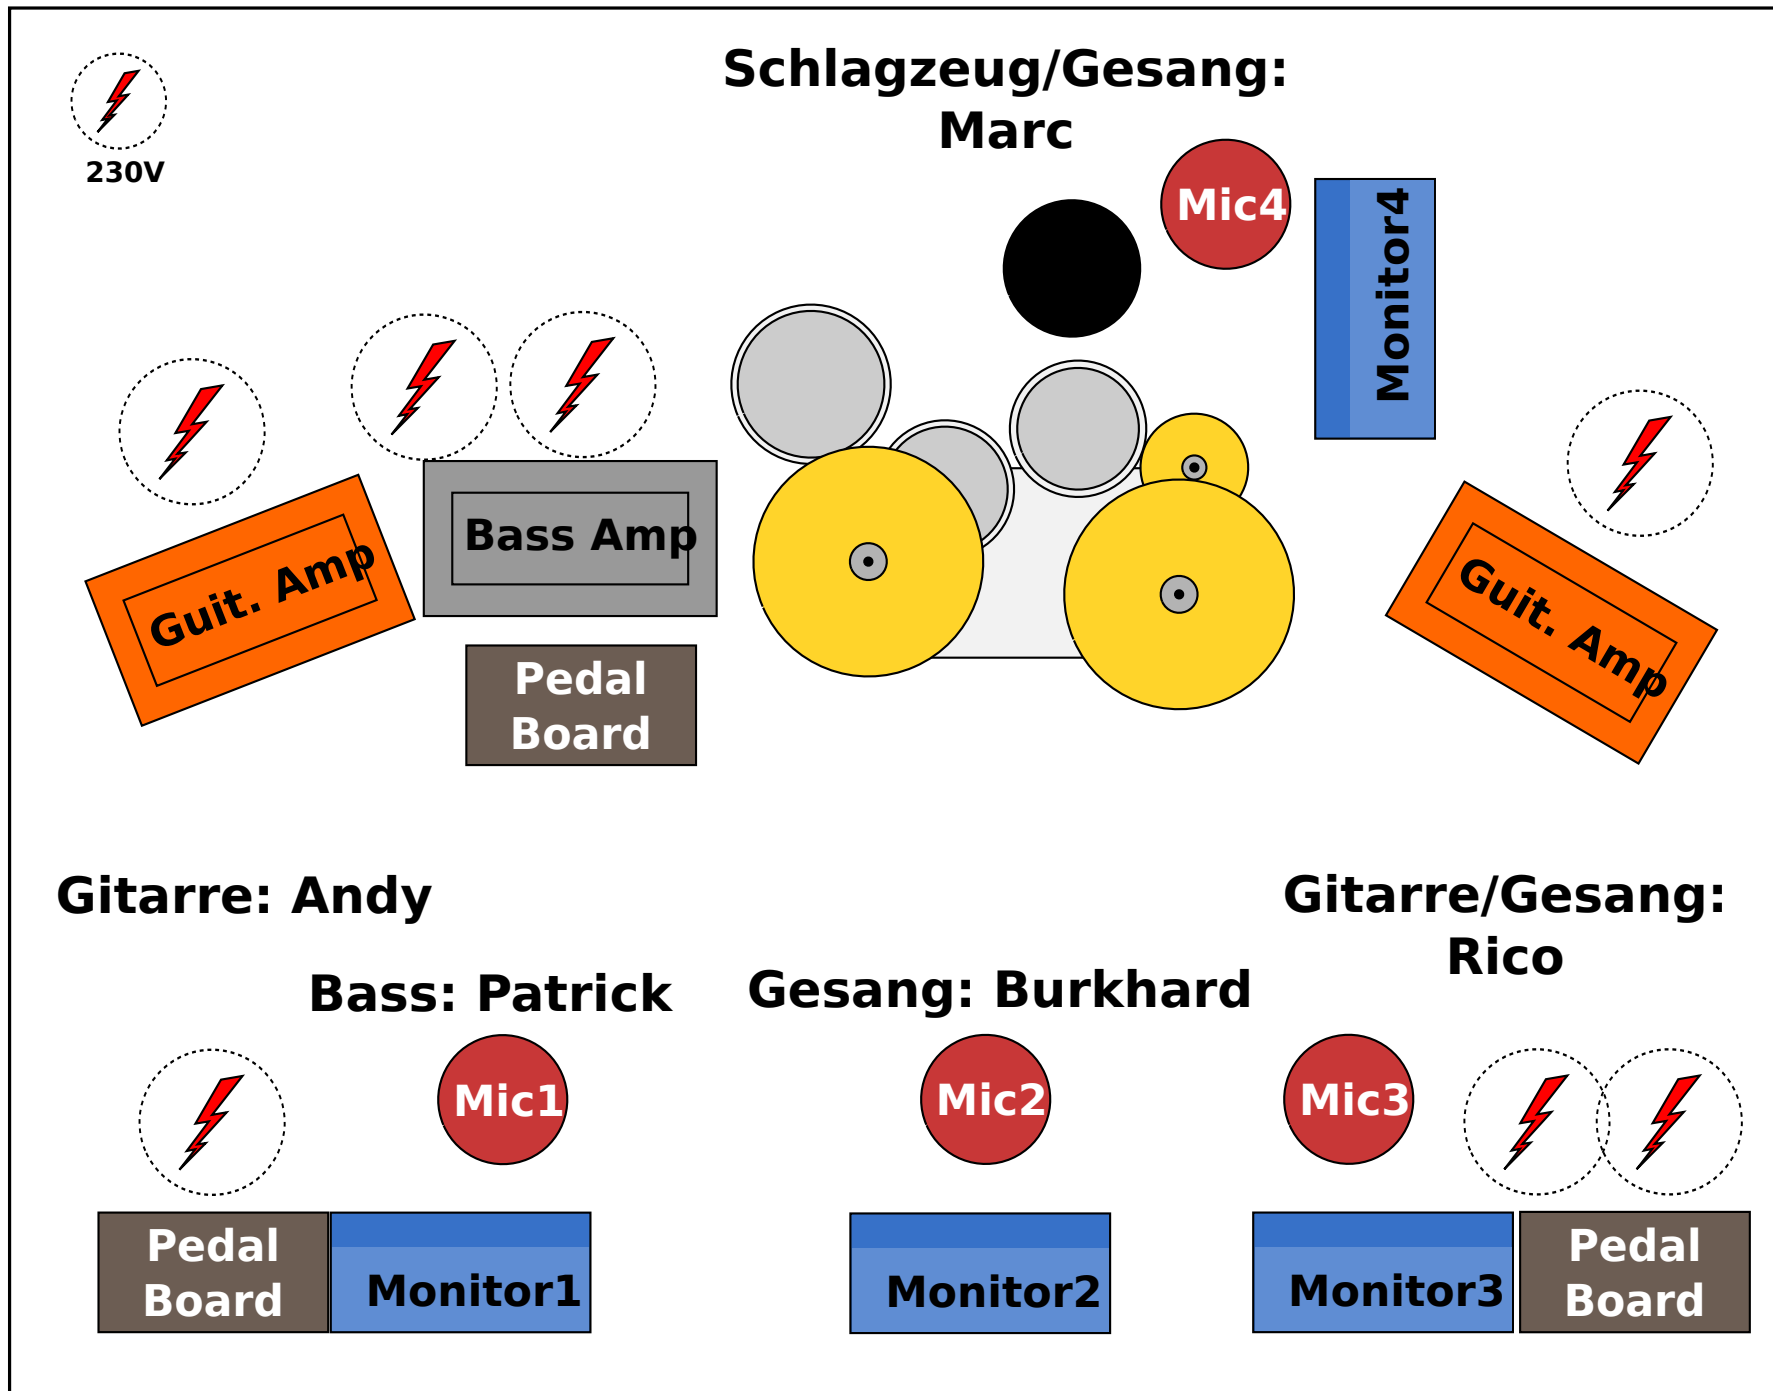 Schlagzeug/Gesang:
Marc
230V
Mic4
Monitor4
Guit. Amp
Bass Amp
Guit. Amp
Pedal
Board
Gitarre: Andy
Gitarre/Gesang:
Rico
Bass: Patrick
Gesang: Burkhard
Mic1
Mic2
Mic3
Pedal
Board
Monitor1
Monitor2
Monitor3
Pedal
Board